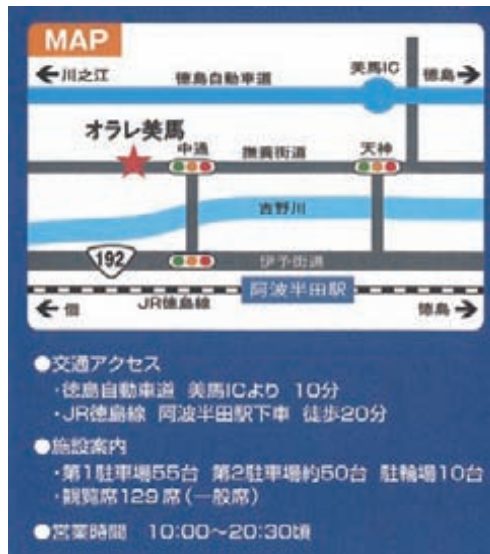 MAP
←川之江 徳島自動車道 美馬IC 徳島→
オラレ美馬
中通 撫養街道 天神
吉野川
192 伊予街道
阿波半田駅
← JR徳島線 徳島→
●交通アクセス
・徳島自動車道 美馬ICより 10分
・JR徳島線 阿波半田駅下車 徒歩20分
●施設案内
・第1駐車場55台 第2駐車場約50台 駐輪場10台
・観覧席129席(一般席)
●営業時間 10:00～20:30頃